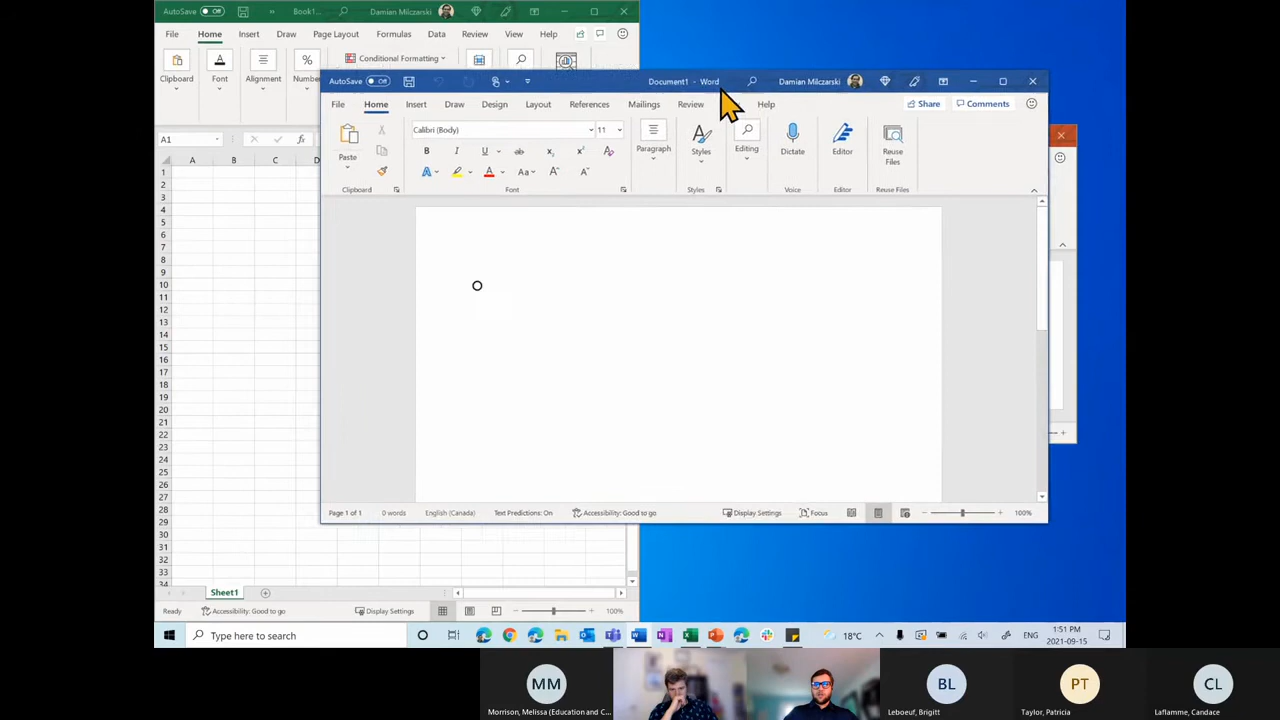 AutoSave Off Book1... Damian Milczarski
File Home Insert Draw Page Layout Formulas Data Review View Help
Clipboard Font Alignment % Number Conditional Formatting
A1 fx
A B C D
1
2
3
4
5
6
7
8
9
10
11
12
13
14
15
16
17
18
19
20
21
22
23
24
25
26
27
28
29
30
31
32
33
34
Sheet1
Ready Accessibility: Good to go Display Settings 100%
AutoSave Off Document1 - Word Damian Milczarski
File Home Insert Draw Design Layout References Mailings Review Help Share Comments
Calibri (Body) 11
Paste
B I U ab x2 x2 A
A A Aa A A
Paragraph Styles Editing Dictate Editor Reuse Files
Clipboard Font Styles Voice Editor Reuse Files
Page 1 of 1 0 words English (Canada) Text Predictions: On Accessibility: Good to go Display Settings Focus 100%
Type here to search
18°C ENG 1:51 PM
2021-09-15
MM BL PT CL
Morrison, Melissa (Education and C... Leboeuf, Brigitt Taylor, Patricia Laflamme, Candace